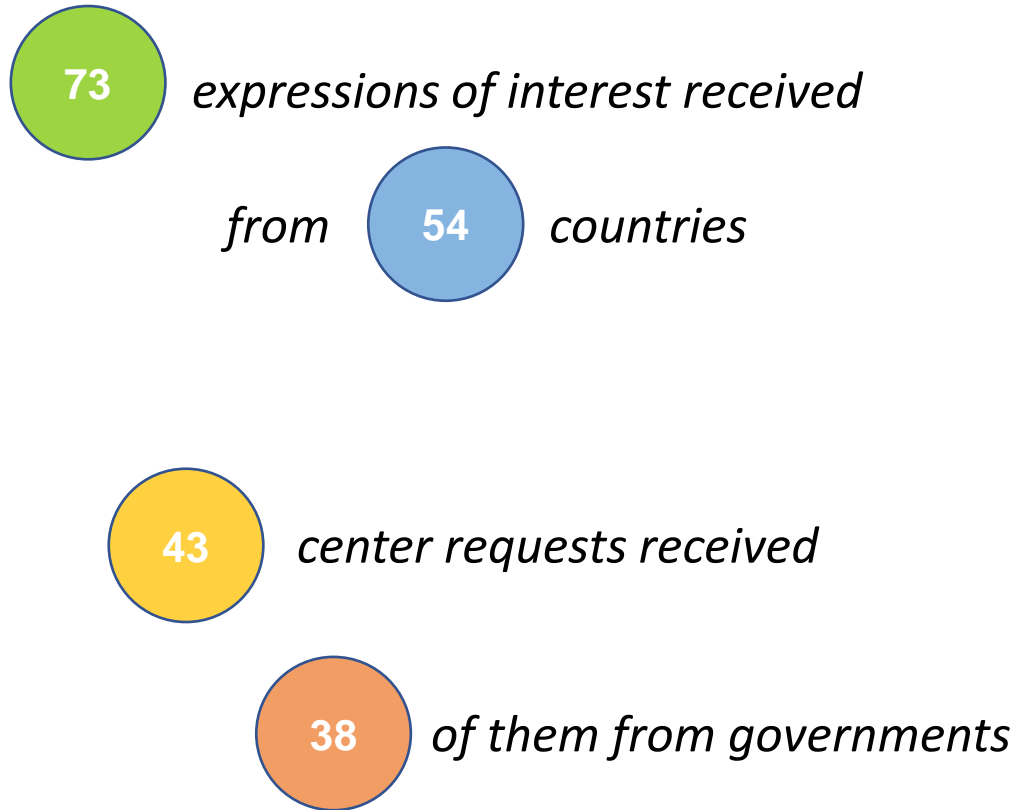 73 expressions of interest received
from 54 countries
43 center requests received
38 of them from governments